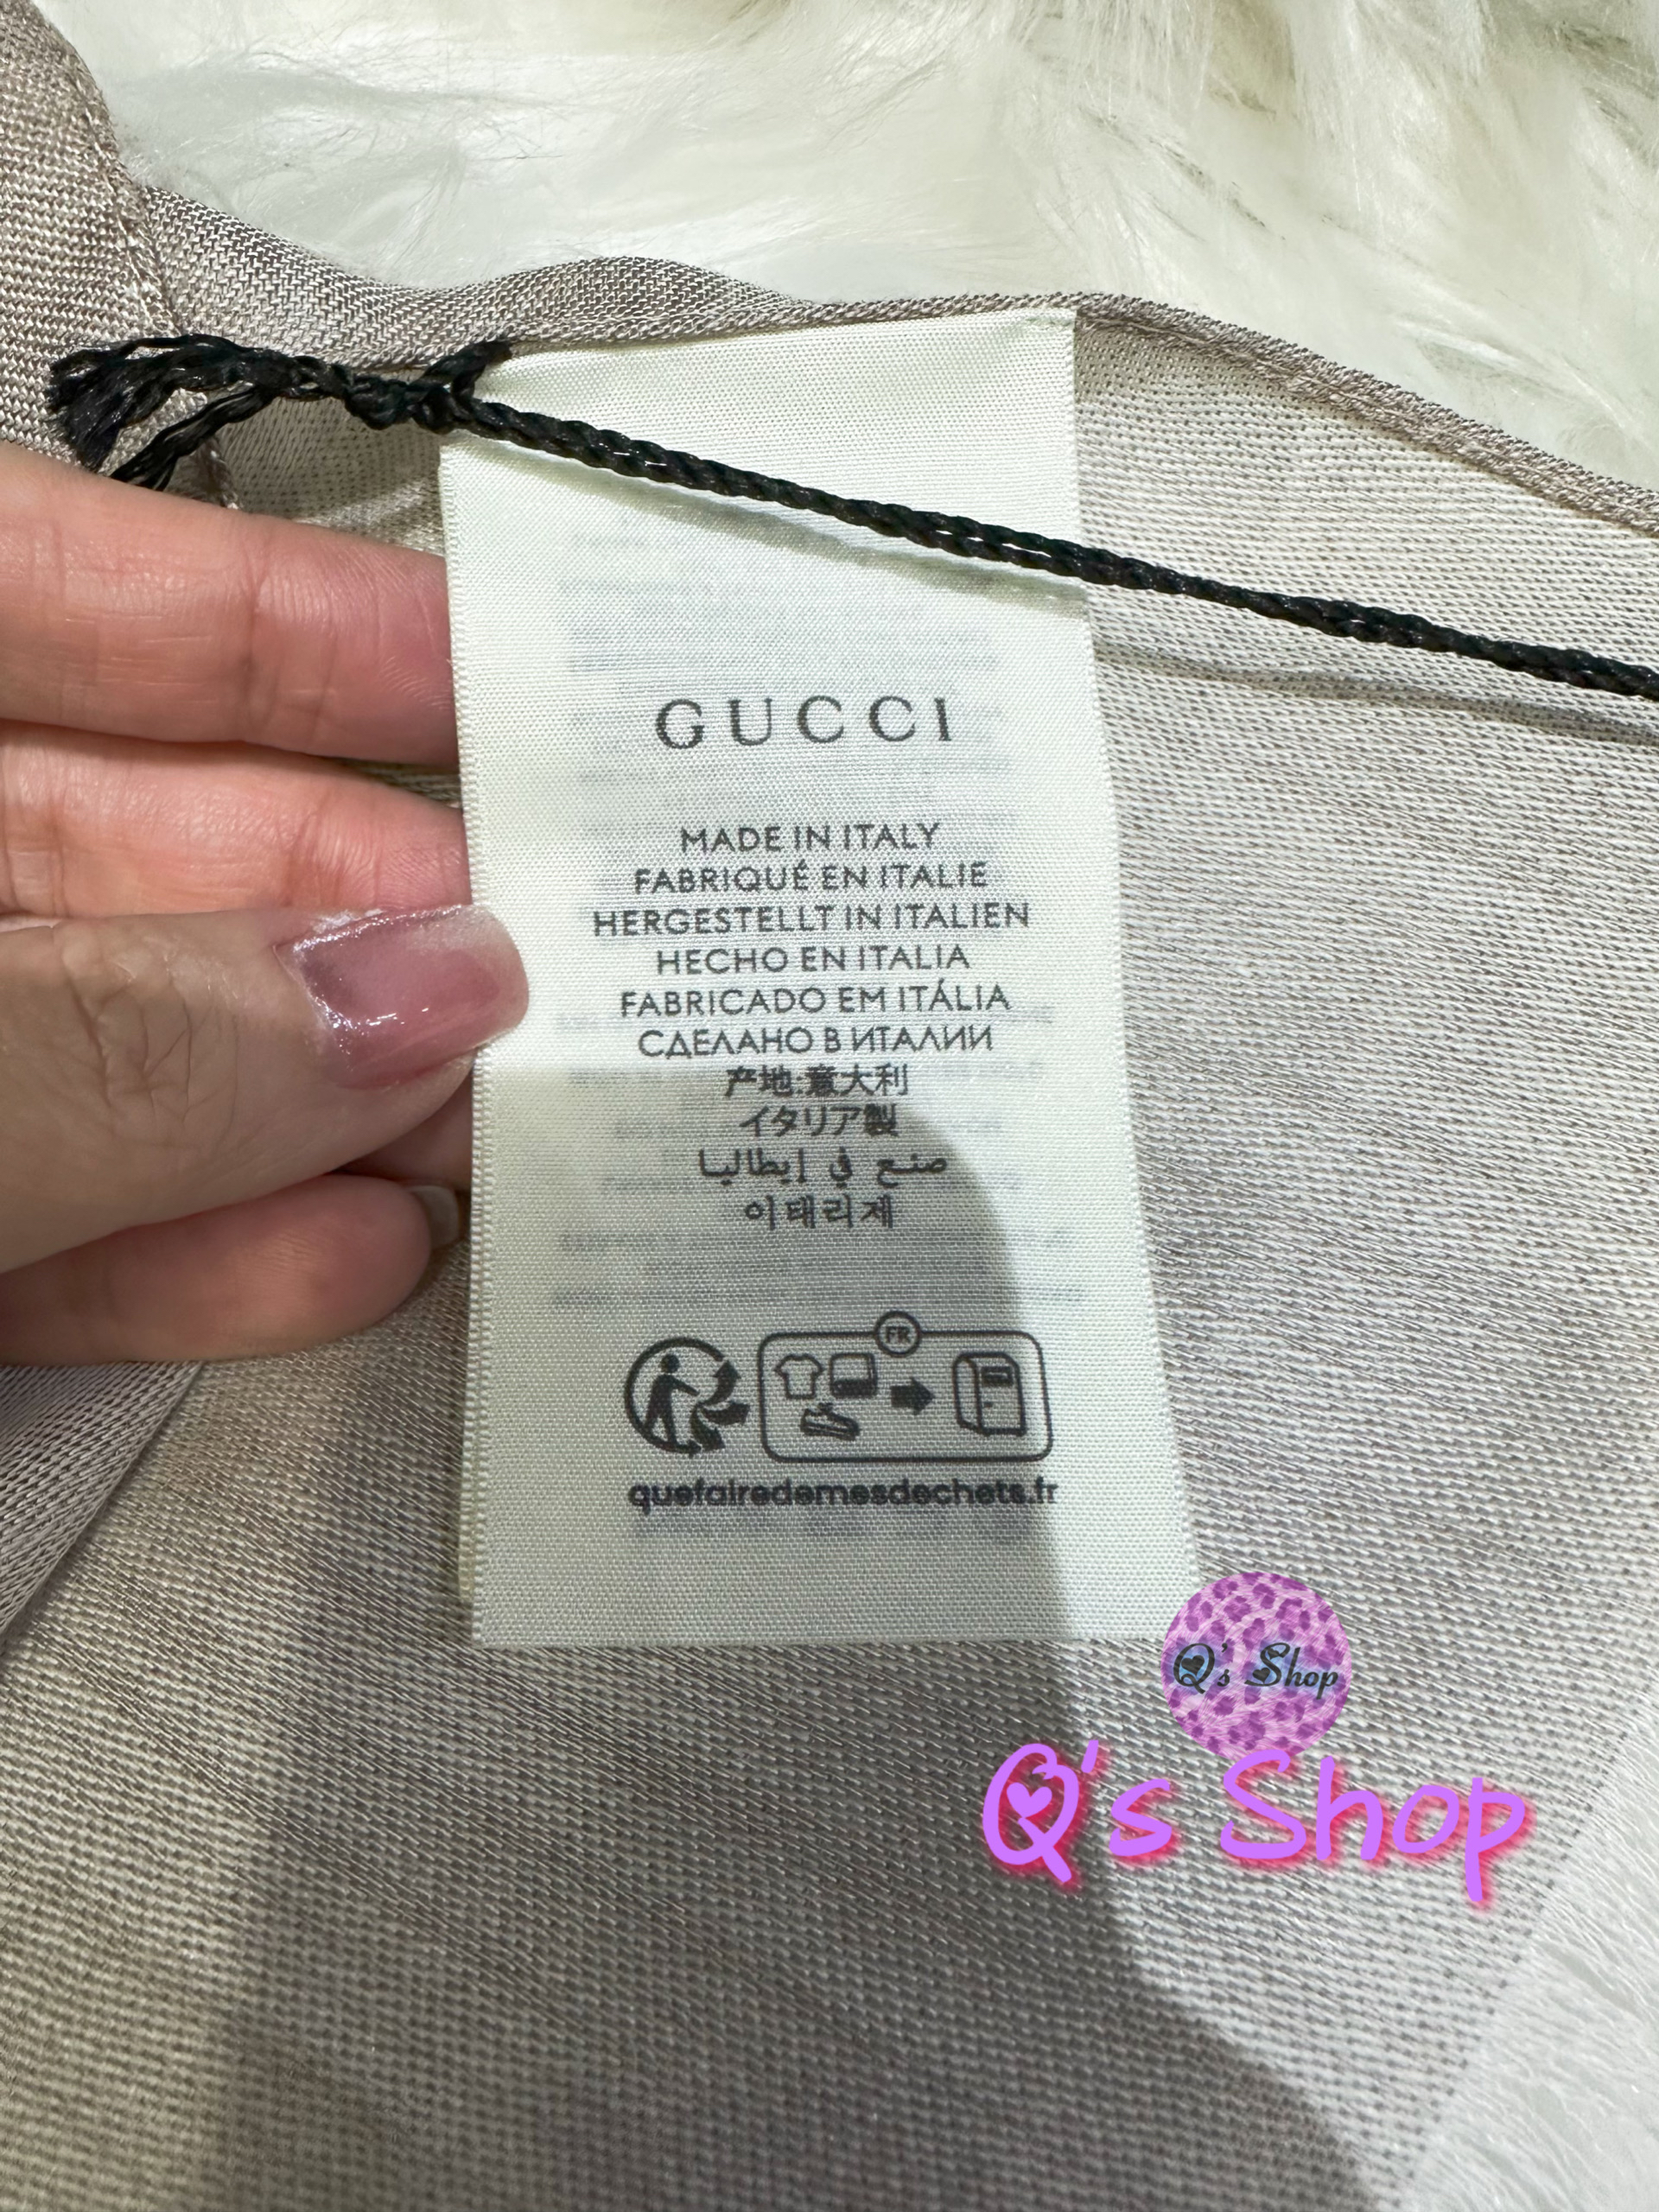 GUCCI
MADE IN ITALY
FABRIQUÉ EN ITALIE
HERGESTELLT IN ITALIEN
HECHO EN ITALIA
FABRICADO EM ITÁLIA
СДЕЛАНО В ИТАЛИИ
产地:意大利
イタリア製
صنع في إيطاليا
이태리제
FR
quefairedemesdechets.fr
Q's Shop
Q's Shop